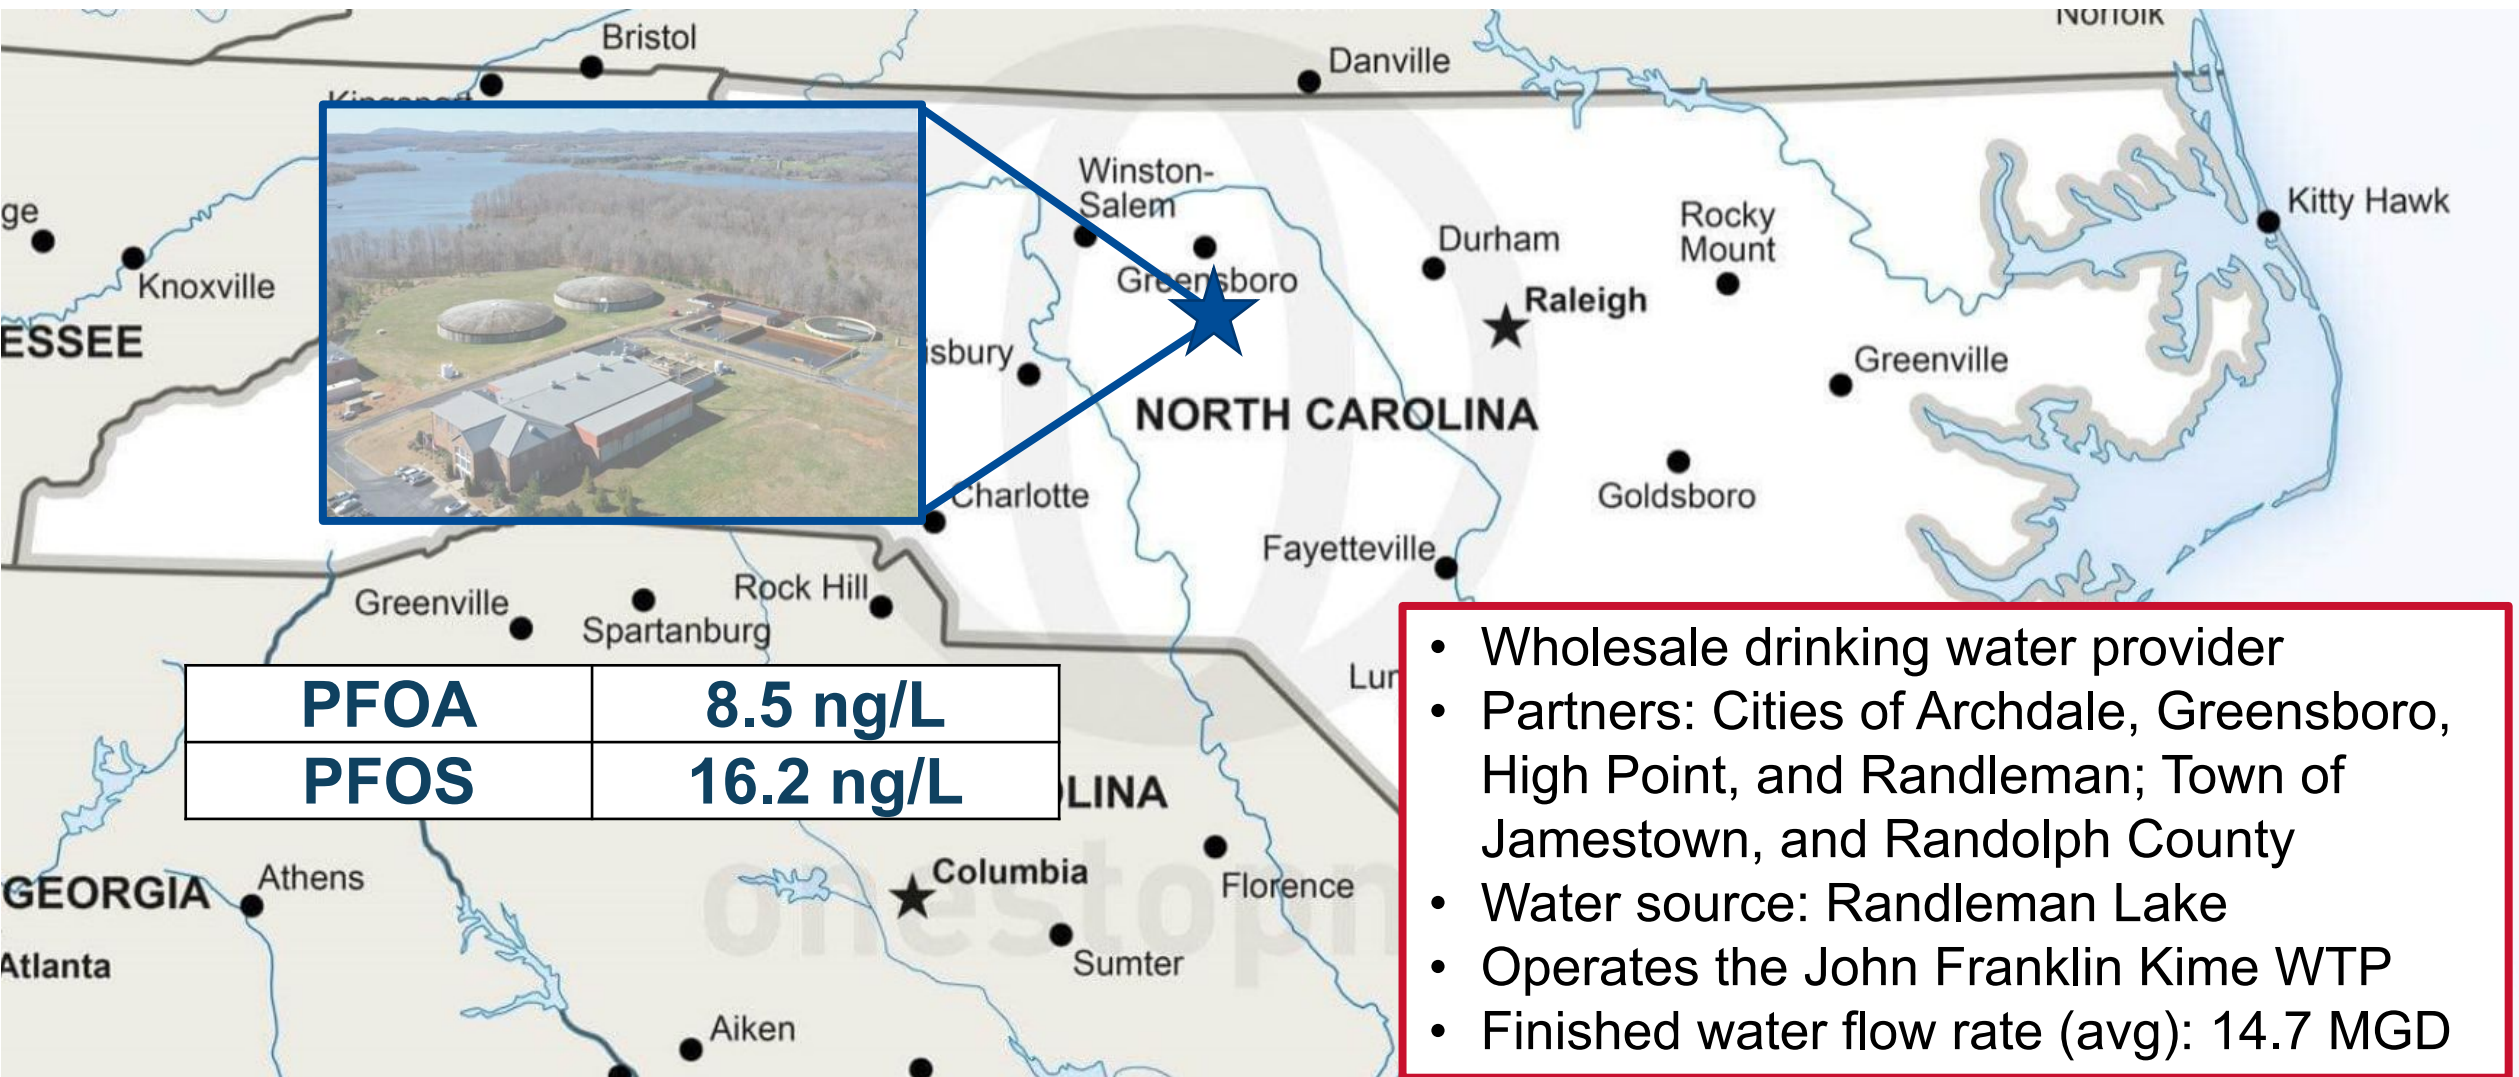 Norfolk
Bristol
Danville
Winston-
Salem
Kitty Hawk
ge
Rocky
Mount
Durham
Knoxville
Greensboro
Raleigh
ESSEE
isbury
Greenville
NORTH CAROLINA
Charlotte
Goldsboro
Fayetteville
Greenville
Rock Hill
Spartanburg
PFOA 8.5 ng/L
PFOS 16.2 ng/L
LINA
Columbia
Athens
GEORGIA
Florence
Atlanta
Sumter
Aiken
onestop
Lur
• Wholesale drinking water provider
• Partners: Cities of Archdale, Greensboro,
High Point, and Randleman; Town of
Jamestown, and Randolph County
• Water source: Randleman Lake
• Operates the John Franklin Kime WTP
• Finished water flow rate (avg): 14.7 MGD